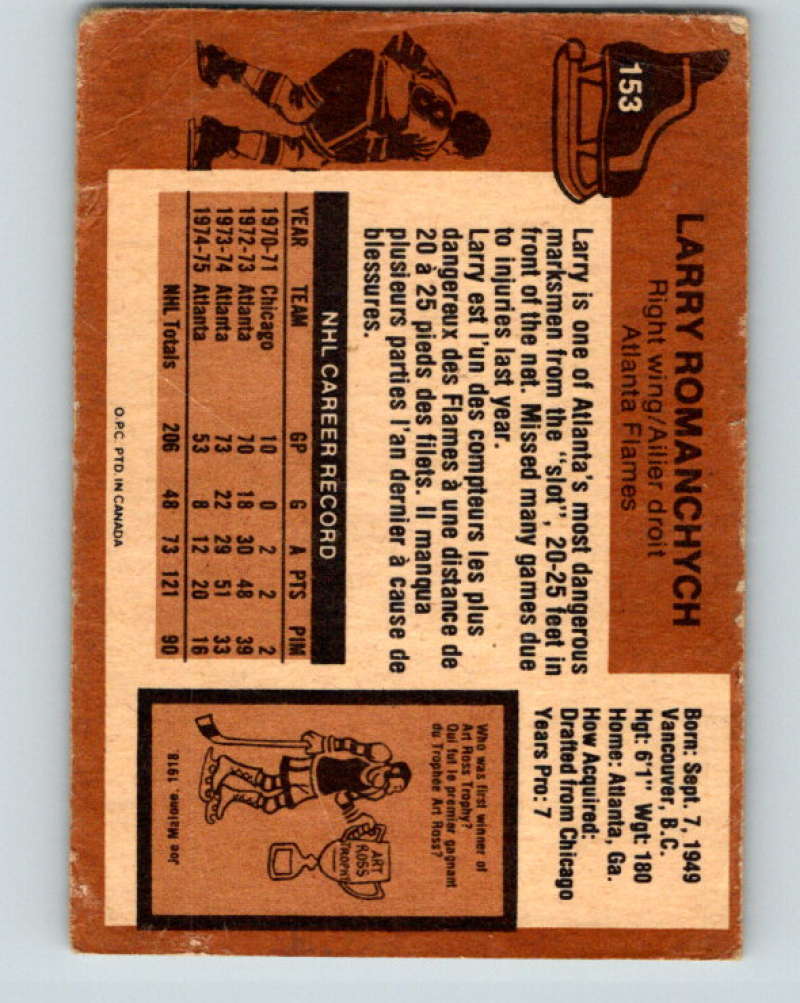 153
LARRY ROMANCHYCH
Right wing/Ailier droit
Atlanta Flames
Larry is one of Atlanta's most dangerous
marksmen from the "slot", 20-25 feet in
front of the net. Missed many games due
to injuries last year.
Larry est l'un des compteurs les plus
dangereux des Flames à une distance de
20 à 25 pieds des filets. Il manqua
plusieurs parties l'an dernier à cause de
blessures.
Born: Sept. 7, 1949
Vancouver, B.C.
Hgt: 6'1" Wgt: 180
Home: Atlanta, Ga.
How Acquired:
Drafted from Chicago
Years Pro: 7
NHL CAREER RECORD
YEAR TEAM GP G A PTS PIM
1970-71 Chicago 10 0 2 2 2
1972-73 Atlanta 70 18 30 48 39
1973-74 Atlanta 73 22 29 51 33
1974-75 Atlanta 53 8 12 20 16
NHL Totals 206 48 73 121 90
Who was first winner of
Art Ross Trophy?
Qui fut le premier gagnant
du Trophée Art Ross?
ART
ROSS
TROPHY
Joe Malone, 1918.
O.P.C. PTD. IN CANADA
8